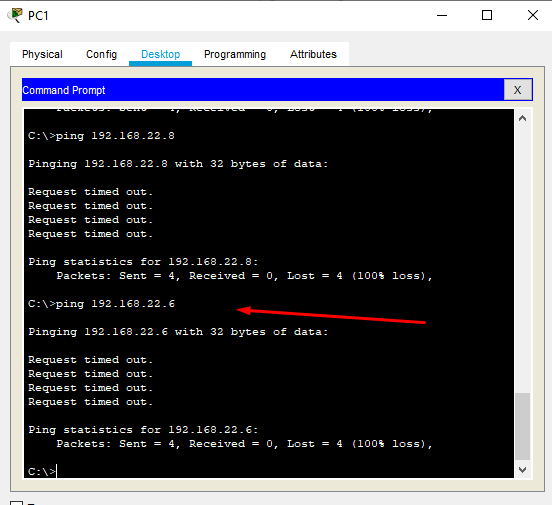 PC1
Physical Config Desktop Programming Attributes
Command Prompt X
C:\>ping 192.168.22.8
Pinging 192.168.22.8 with 32 bytes of data:
Request timed out.
Request timed out.
Request timed out.
Request timed out.
Ping statistics for 192.168.22.8:
Packets: Sent = 4, Received = 0, Lost = 4 (100% loss),
C:\>ping 192.168.22.6
Pinging 192.168.22.6 with 32 bytes of data:
Request timed out.
Request timed out.
Request timed out.
Request timed out.
Ping statistics for 192.168.22.6:
Packets: Sent = 4, Received = 0, Lost = 4 (100% loss),
C:\>